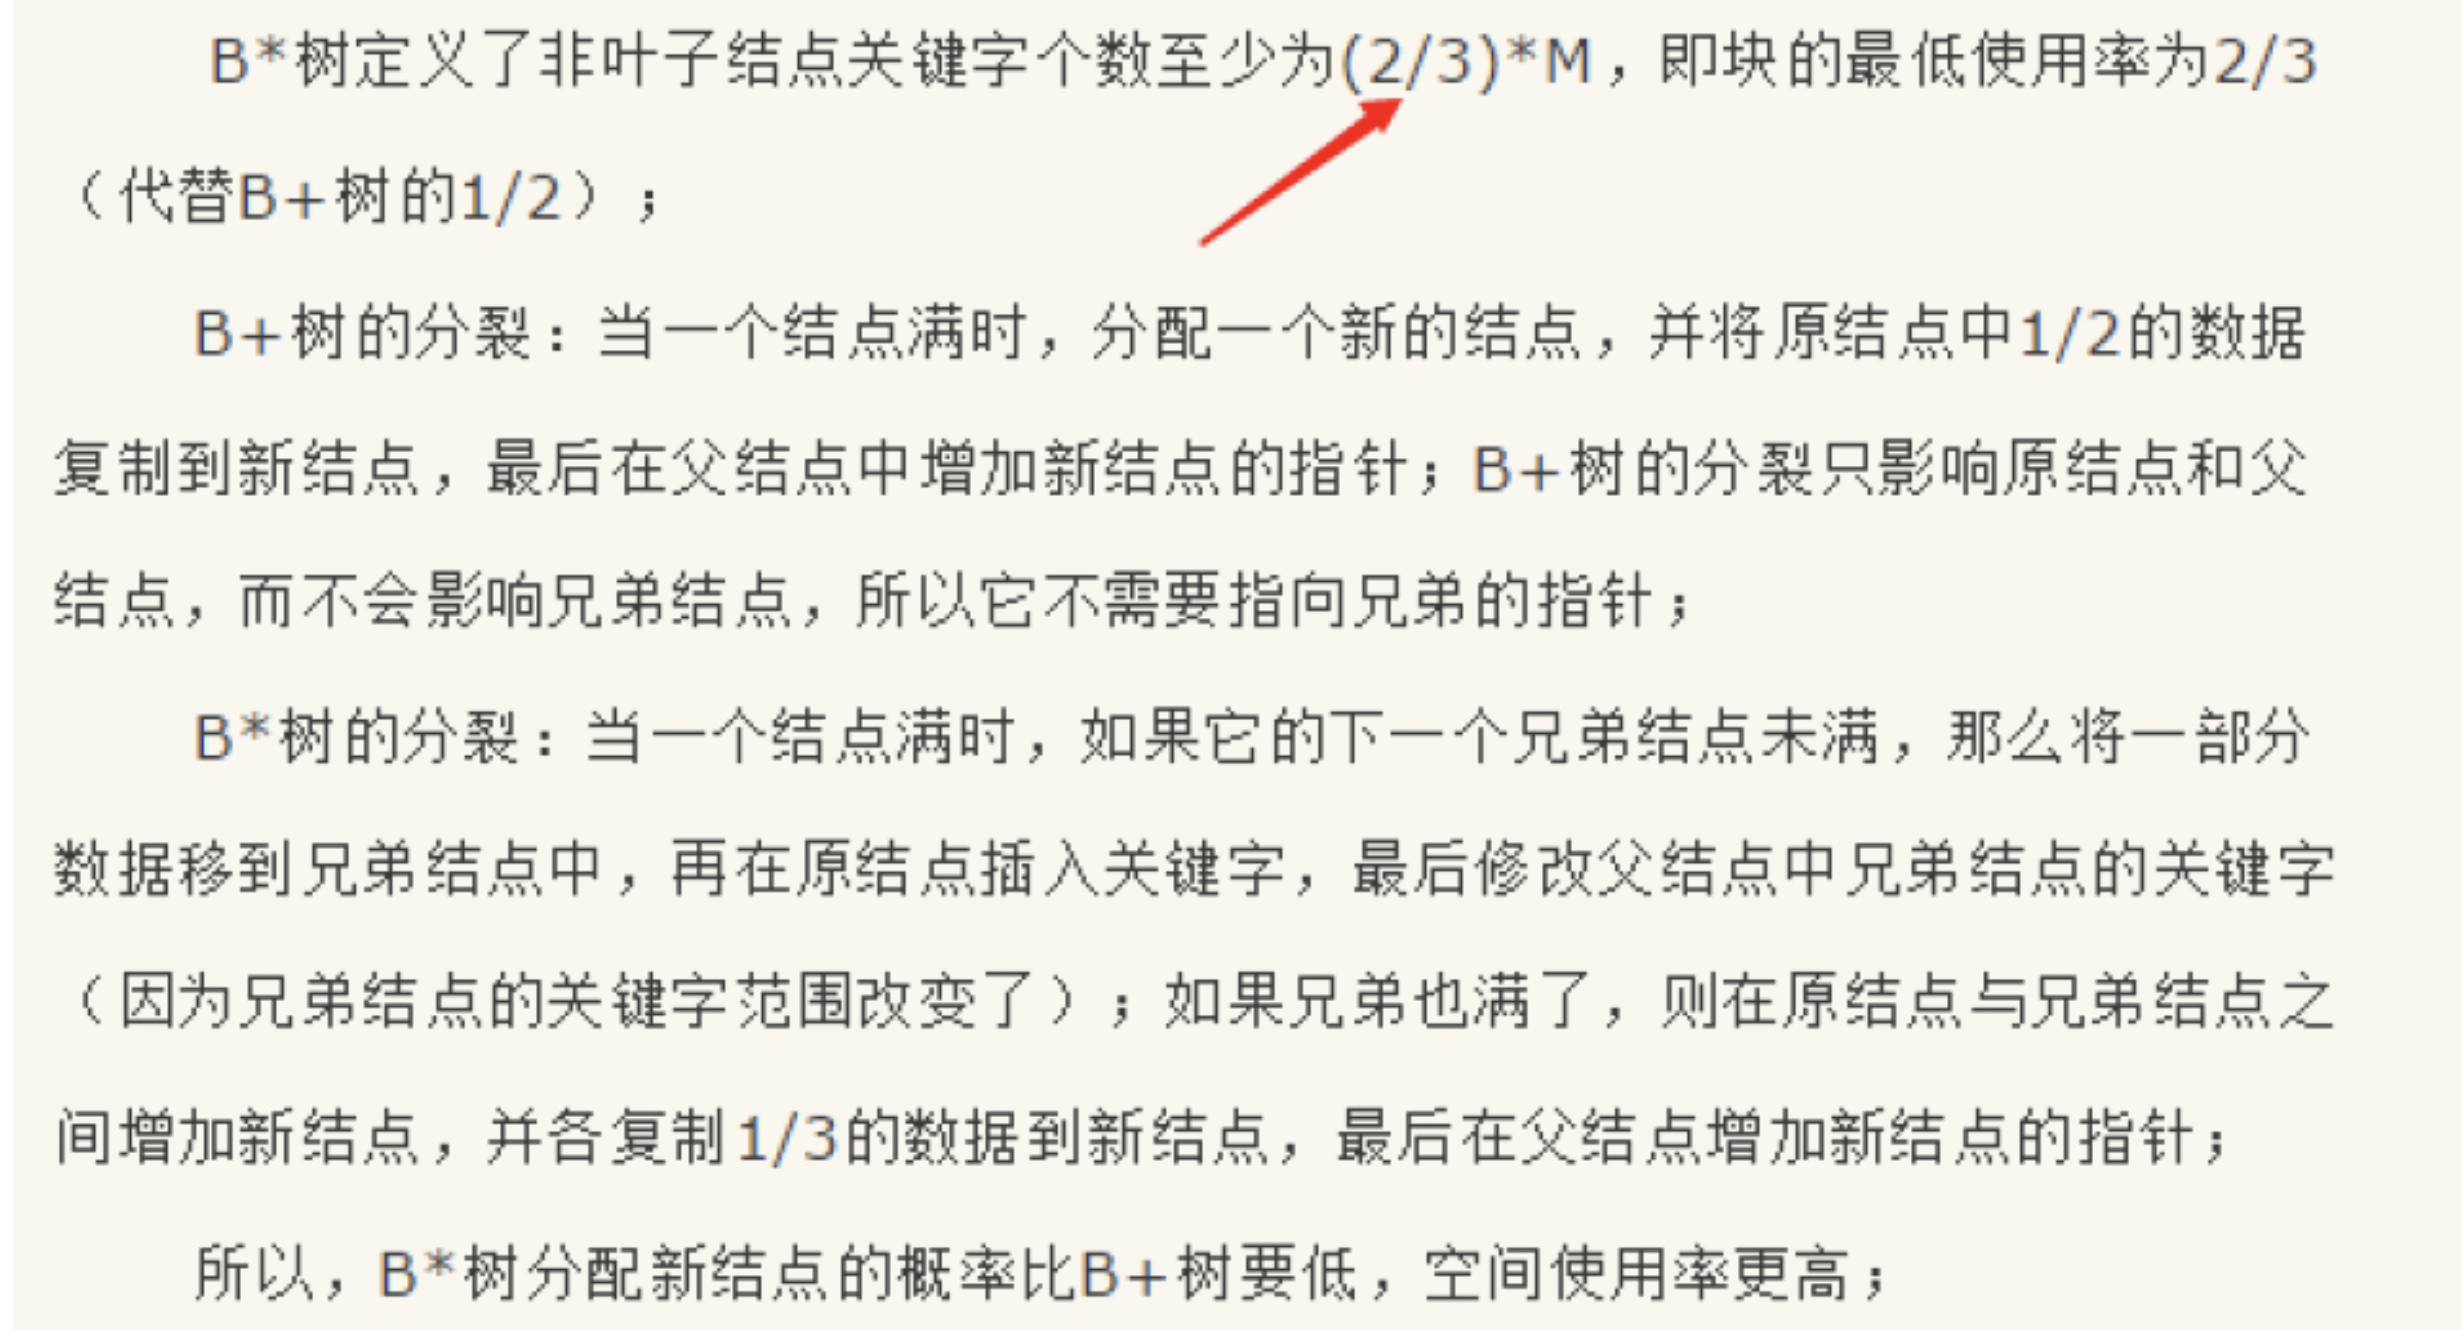 B*树定义了非叶子结点关键字个数至少为(2/3)*M，即块的最低使用率为2/3
（代替B+树的1/2）；
B+树的分裂：当一个结点满时，分配一个新的结点，并将原结点中1/2的数据
复制到新结点，最后在父结点中增加新结点的指针；B+树的分裂只影响原结点和父
结点，而不会影响兄弟结点，所以它不需要指向兄弟的指针；
B*树的分裂：当一个结点满时，如果它的下一个兄弟结点未满，那么将一部分
数据移到兄弟结点中，再在原结点插入关键字，最后修改父结点中兄弟结点的关键字
（因为兄弟结点的关键字范围改变了）；如果兄弟也满了，则在原结点与兄弟结点之
间增加新结点，并各复制1/3的数据到新结点，最后在父结点增加新结点的指针；
所以，B*树分配新结点的概率比B+树要低，空间使用率更高；